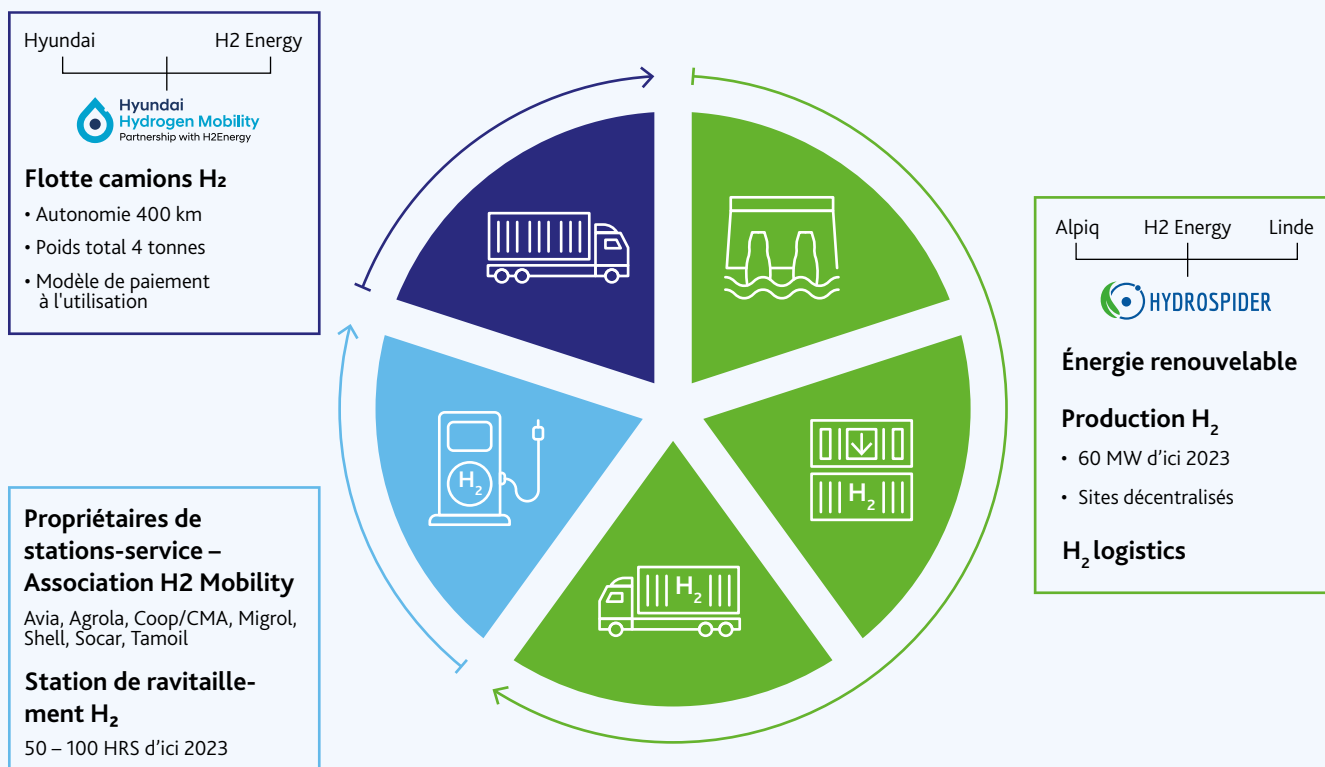 Hyundai H2 Energy
Hyundai
Hydrogen Mobility
Partnership with H2Energy
Flotte camions H₂
• Autonomie 400 km
• Poids total 4 tonnes
• Modèle de paiement
à l'utilisation
Propriétaires de
stations-service –
Association H2 Mobility
Avia, Agrola, Coop/CMA, Migrol,
Shell, Socar, Tamoil
Station de ravitaille-
ment H₂
50 – 100 HRS d'ici 2023
H₂
H₂
H₂
Alpiq H2 Energy Linde
HYDROSPIDER
Énergie renouvelable
Production H₂
• 60 MW d'ici 2023
• Sites décentralisés
H₂ logistics